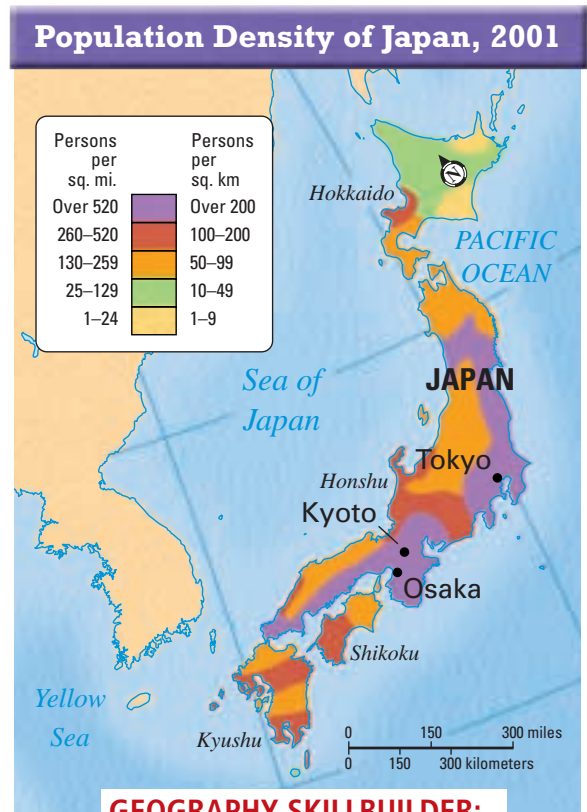 Population Density of Japan, 2001
Persons per sq. mi.
Persons per sq. km
Over 520 Over 200
260–520 100–200
130–259 50–99
25–129 10–49
1–24 1–9
N
Hokkaido
PACIFIC
OCEAN
Sea of
Japan
JAPAN
Tokyo
Honshu
Kyoto
Osaka
Shikoku
Yellow
Sea
Kyushu
0 150 300 miles
0 150 300 kilometers
GEOGRAPHY SKILLBUILDER: